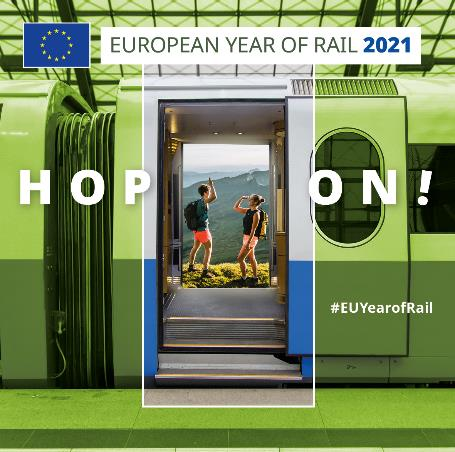 EUROPEAN YEAR OF RAIL 2021
HOP ON!
#EUYearofRail